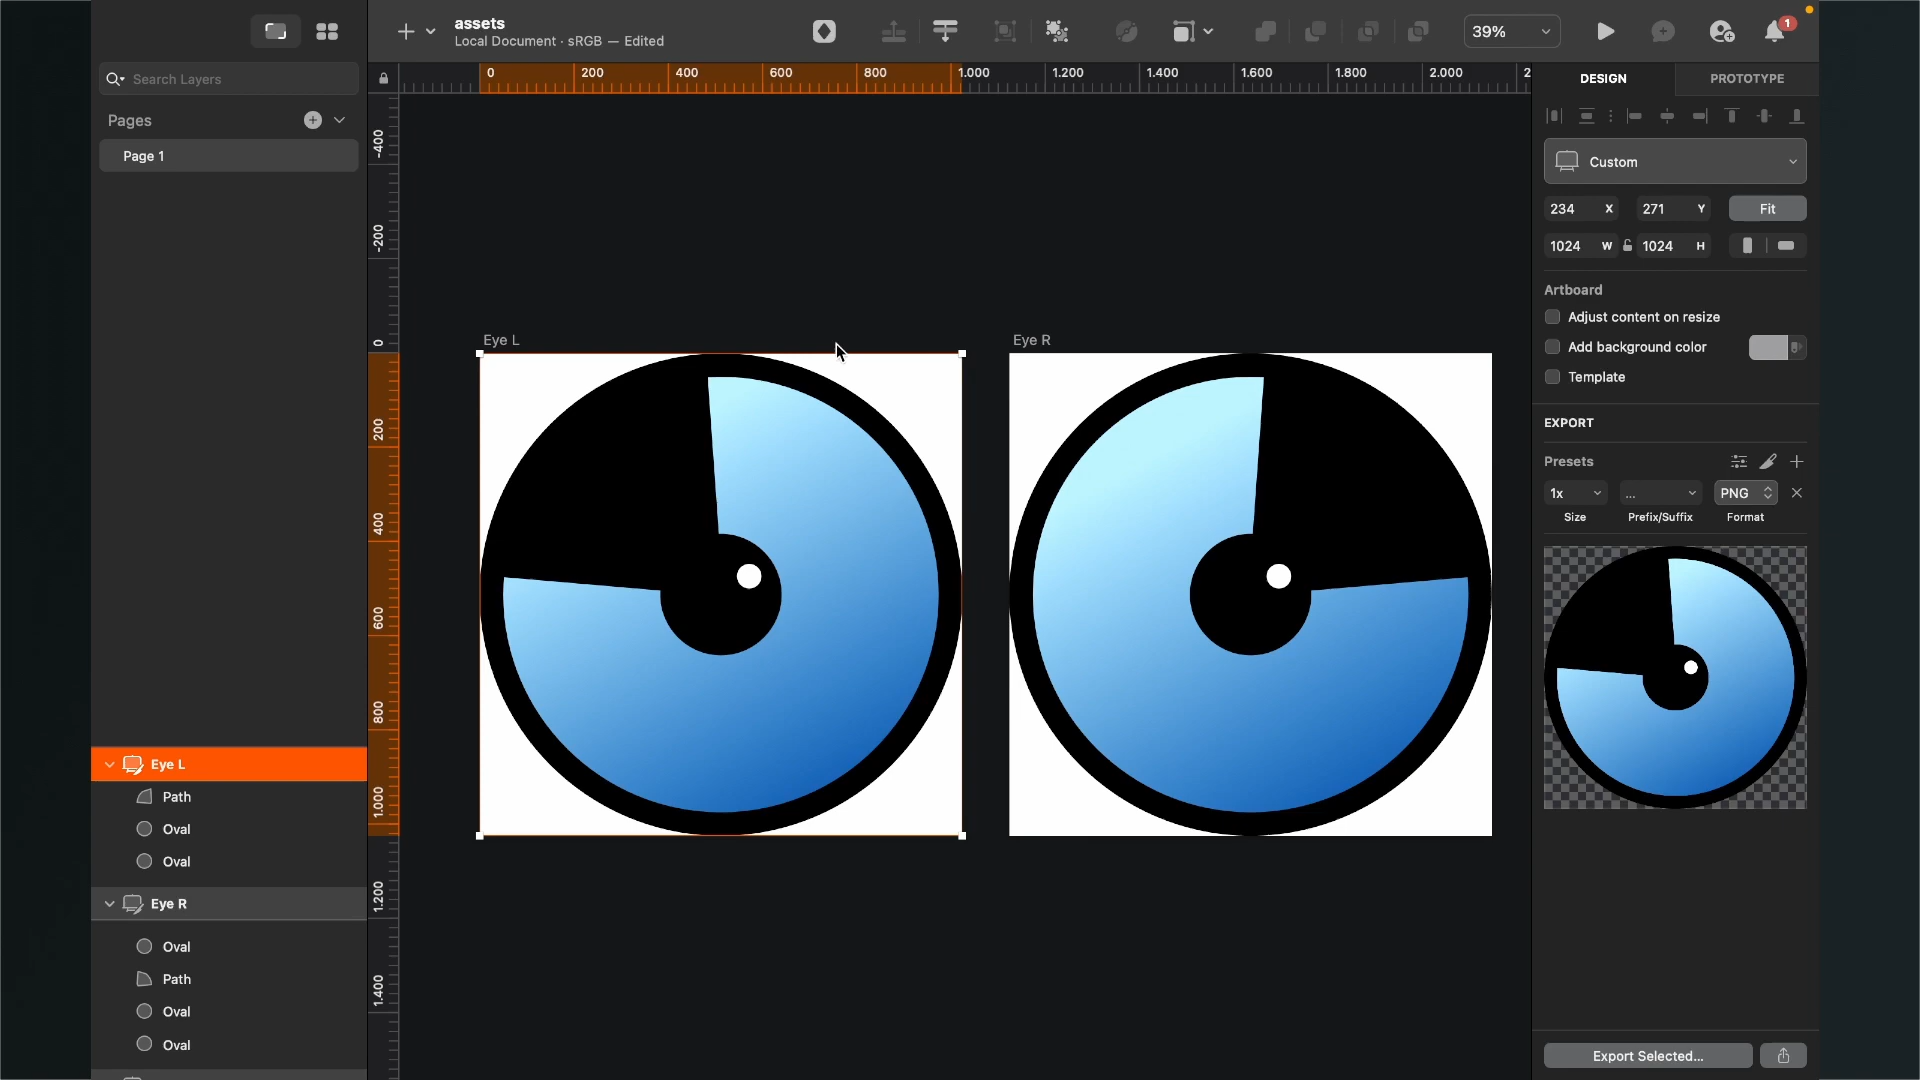 assets
Local Document · sRGB — Edited
39%
1
Search Layers
Pages
Page 1
0
200
400
600
800
1.000
1.200
1.400
1.600
1.800
2.000
2
-400
-200
0
200
400
600
800
1.000
1.200
1.400
Eye L
Eye R
Eye L
Path
Oval
Oval
Eye R
Oval
Path
Oval
Oval
DESIGN
PROTOTYPE
Custom
234 X
271 Y
Fit
1024 W
1024 H
Artboard
Adjust content on resize
Add background color
Template
EXPORT
Presets
1x
...
PNG
Size
Prefix/Suffix
Format
Export Selected...